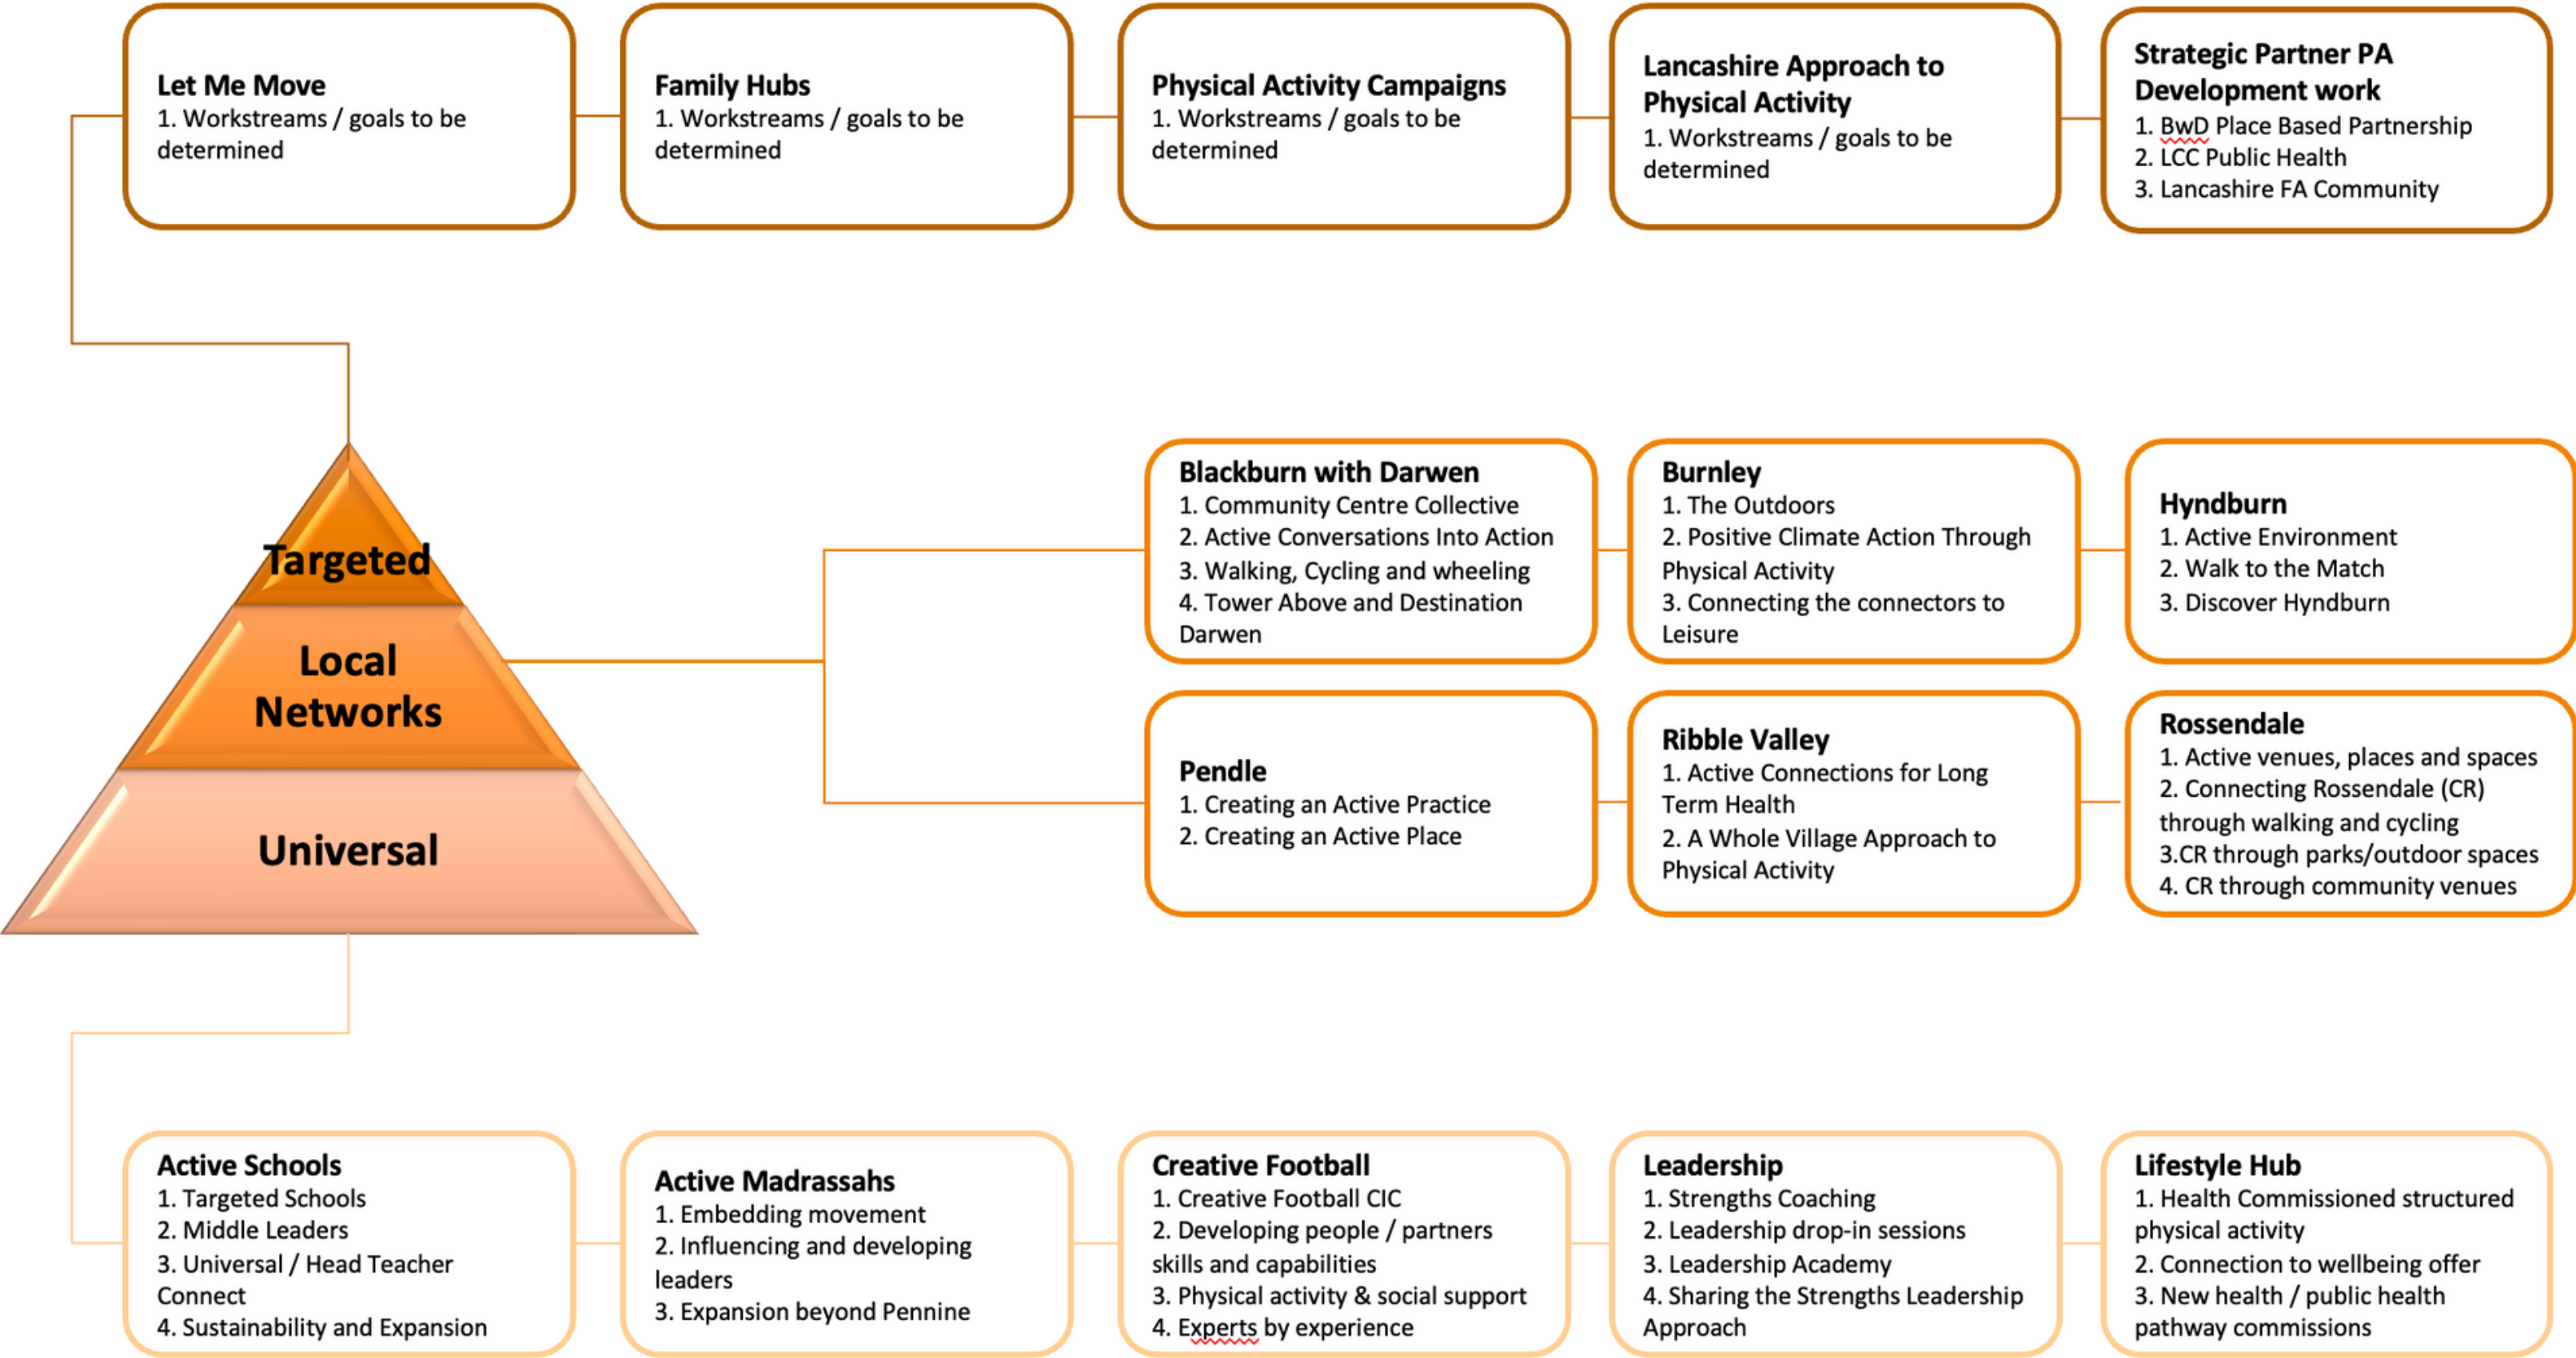 Let Me Move
1. Workstreams / goals to be
determined
Family Hubs
1. Workstreams / goals to be
determined
Physical Activity Campaigns
1. Workstreams / goals to be
determined
Lancashire Approach to
Physical Activity
1. Workstreams / goals to be
determined
Strategic Partner PA
Development work
1. BwD Place Based Partnership
2. LCC Public Health
3. Lancashire FA Community
Targeted
Local
Networks
Universal
Blackburn with Darwen
1. Community Centre Collective
2. Active Conversations Into Action
3. Walking, Cycling and wheeling
4. Tower Above and Destination
Darwen
Burnley
1. The Outdoors
2. Positive Climate Action Through
Physical Activity
3. Connecting the connectors to
Leisure
Hyndburn
1. Active Environment
2. Walk to the Match
3. Discover Hyndburn
Pendle
1. Creating an Active Practice
2. Creating an Active Place
Ribble Valley
1. Active Connections for Long
Term Health
2. A Whole Village Approach to
Physical Activity
Rossendale
1. Active venues, places and spaces
2. Connecting Rossendale (CR)
through walking and cycling
3.CR through parks/outdoor spaces
4. CR through community venues
Active Schools
1. Targeted Schools
2. Middle Leaders
3. Universal / Head Teacher
Connect
4. Sustainability and Expansion
Active Madrassahs
1. Embedding movement
2. Influencing and developing
leaders
3. Expansion beyond Pennine
Creative Football
1. Creative Football CIC
2. Developing people / partners
skills and capabilities
3. Physical activity & social support
4. Experts by experience
Leadership
1. Strengths Coaching
2. Leadership drop-in sessions
3. Leadership Academy
4. Sharing the Strengths Leadership
Approach
Lifestyle Hub
1. Health Commissioned structured
physical activity
2. Connection to wellbeing offer
3. New health / public health
pathway commissions